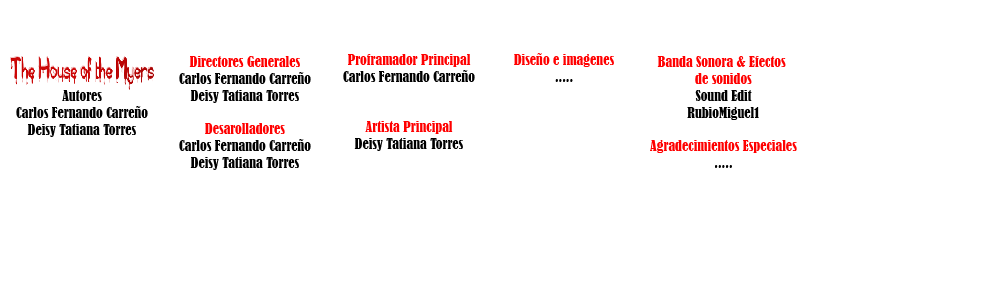 The House of the Myers
Autores
Carlos Fernando Carreño
Deisy Tatiana Torres
Directores Generales
Carlos Fernando Carreño
Deisy Tatiana Torres
Desarolladores
Carlos Fernando Carreño
Deisy Tatiana Torres
Proframador Principal
Carlos Fernando Carreño
Artista Principal
Deisy Tatiana Torres
Diseño e imagenes
.....
Banda Sonora & Efectos
de sonidos
Sound Edit
RubioMiguel1
Agradecimientos Especiales
.....